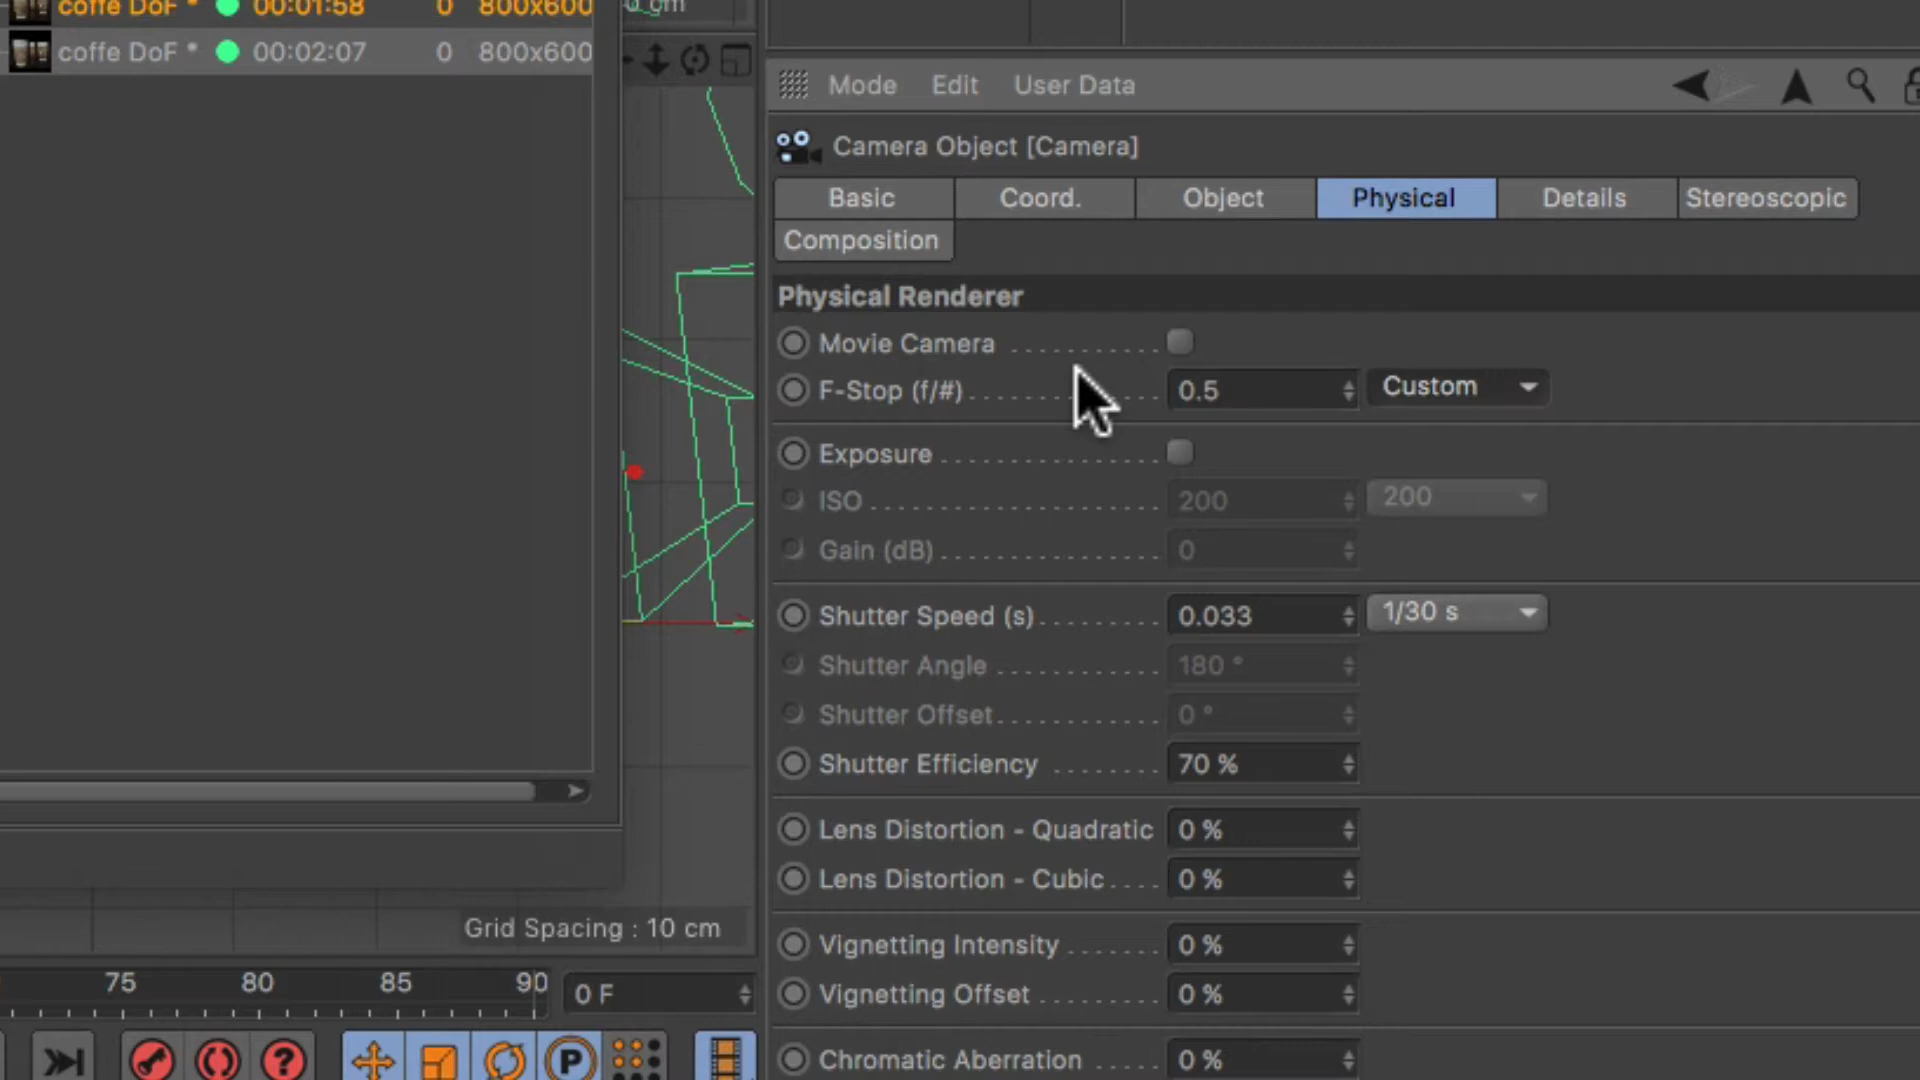 coffe DoF * 00:01:58 0 800x600
coffe DoF * 00:02:07 0 800x600
Mode Edit User Data
Camera Object [Camera]
Basic Coord. Object Physical Details Stereoscopic
Composition
Physical Renderer
Movie Camera
F-Stop (f/#) 0.5 Custom
Exposure
ISO 200 200
Gain (dB) 0
Shutter Speed (s) 0.033 1/30 s
Shutter Angle 180 °
Shutter Offset 0 °
Shutter Efficiency 70 %
Lens Distortion - Quadratic 0 %
Lens Distortion - Cubic 0 %
Grid Spacing : 10 cm
Vignetting Intensity 0 %
75 80 85 90 0 F
Vignetting Offset 0 %
P
Chromatic Aberration 0 %